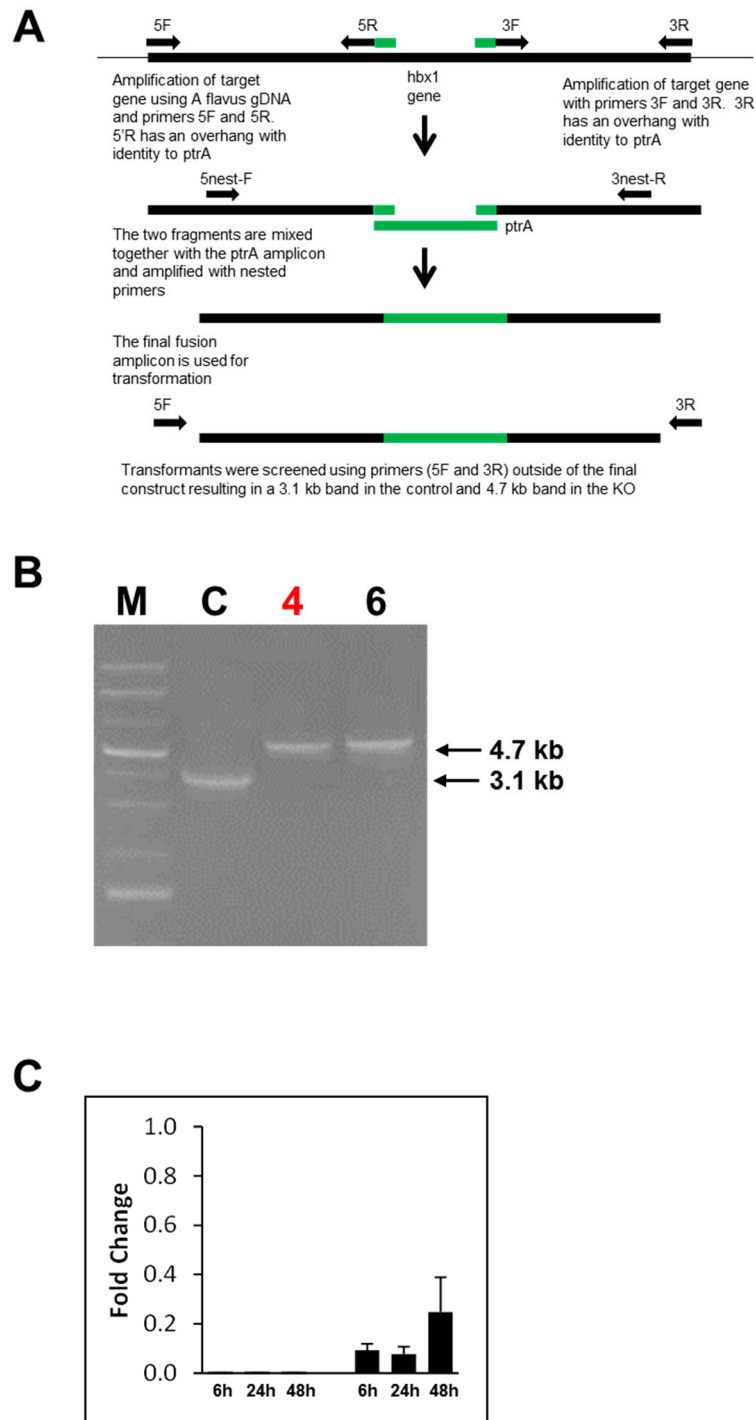 A
5F
5R
3F
3R
Amplification of target
gene using A flavus gDNA
and primers 5F and 5R.
5'R has an overhang with
identity to ptrA
hbx1
gene
Amplification of target gene
with primers 3F and 3R. 3R
has an overhang with
identity to ptrA
5nest-F
3nest-R
ptrA
The two fragments are mixed
together with the ptrA amplicon
and amplified with nested
primers
The final fusion
amplicon is used for
transformation
5F
3R
Transformants were screened using primers (5F and 3R) outside of the final
construct resulting in a 3.1 kb band in the control and 4.7 kb band in the KO
B
M C 4 6
4.7 kb
3.1 kb
C
Fold Change
1.0
0.8
0.6
0.4
0.2
0.0
6h 24h 48h 6h 24h 48h